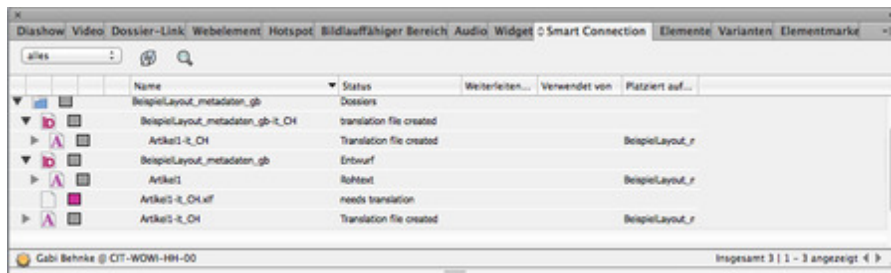 Diashow Video Dossier-Link Webelement Hotspot Bildlauffähiger Bereich Audio Widget Smart Connection Elemente Varianten Elementmarke
alles
Name Status Weiterleiten... Verwendet von Platziert auf...
BeispielLayout_metadaten_gb Dossiers
BeispielLayout_metadaten_gb-it_CH translation file created
Artikel1-it_CH Translation file created BeispielLayout_r
BeispielLayout_metadaten_gb Entwurf
Artikel1 Rohtext BeispielLayout_r
Artikel1-it_CH.xlf needs translation
Artikel1-it_CH Translation file created BeispielLayout_r
Gabi Behnke @ CIT-WOWI-HH-00 Insgesamt 3 | 1 - 3 angezeigt